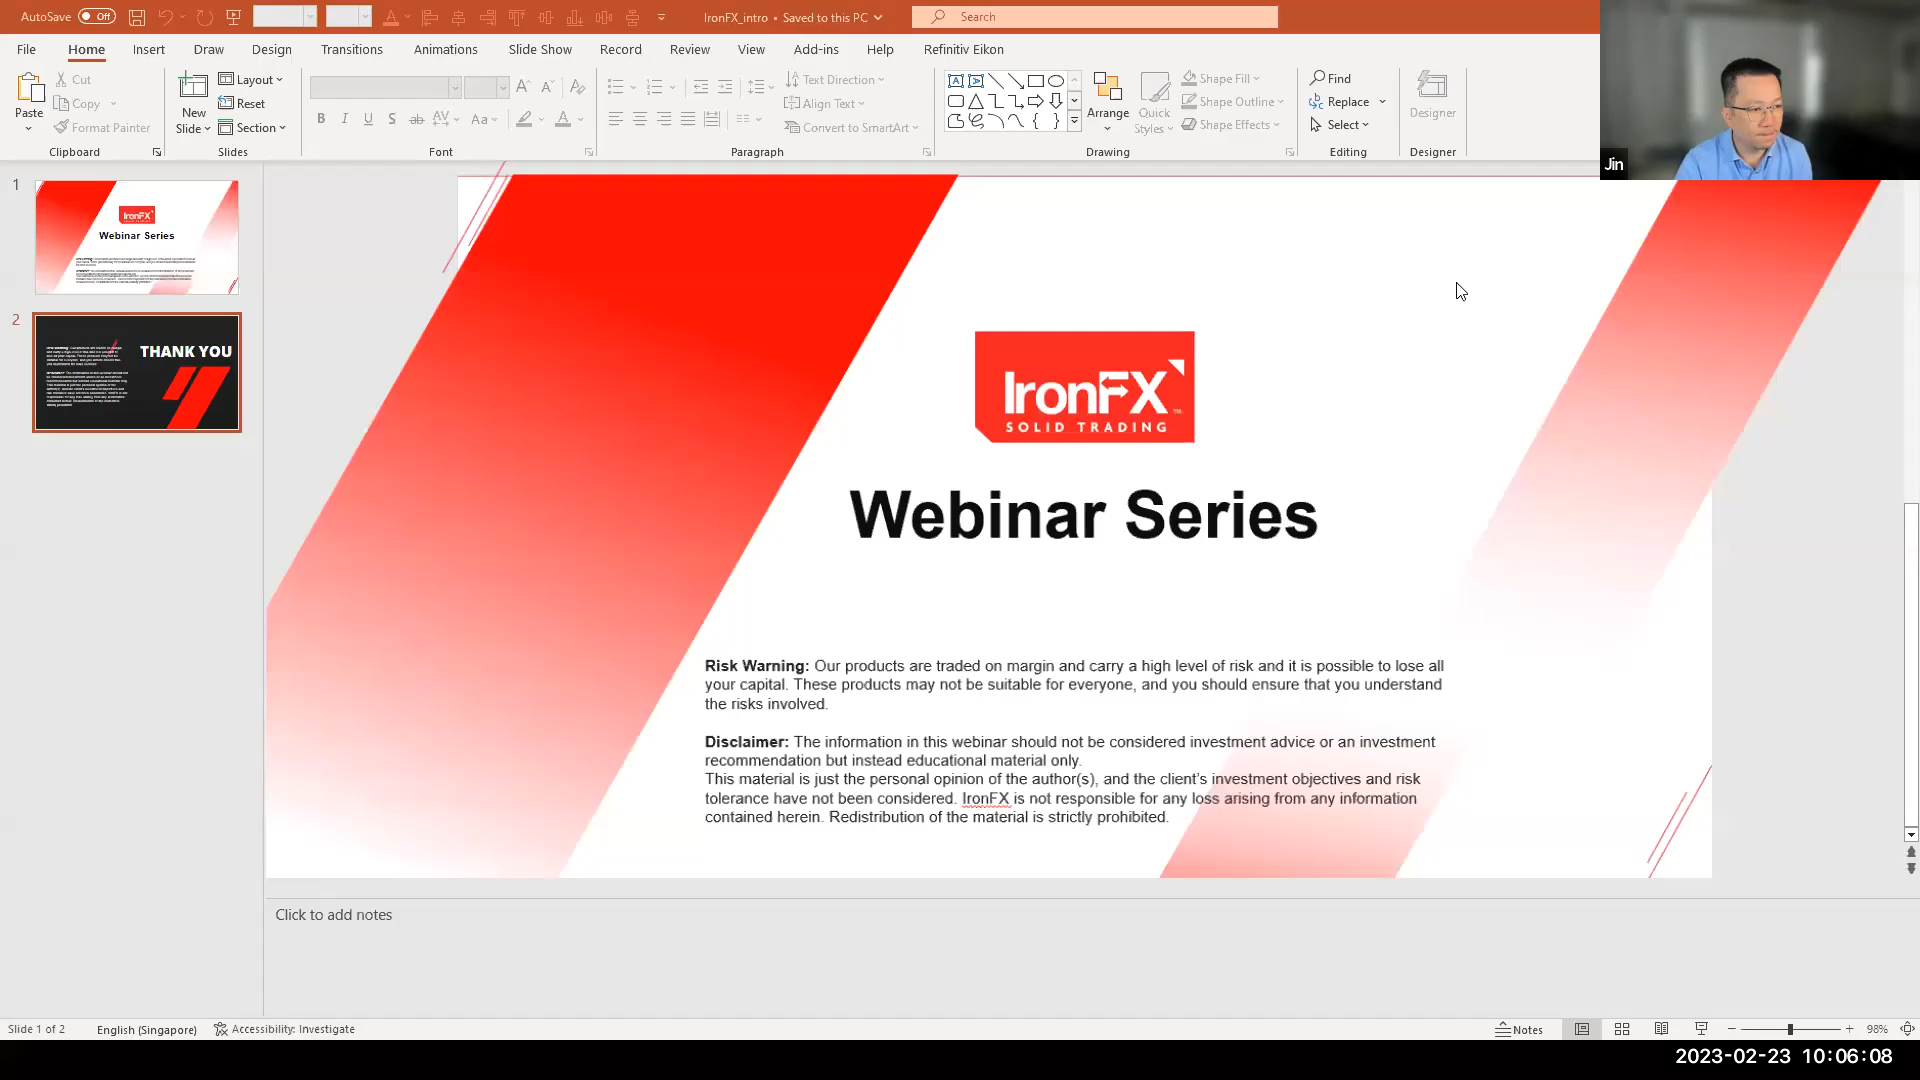 AutoSave Off IronFX_intro • Saved to this PC Search
File Home Insert Draw Design Transitions Animations Slide Show Record Review View Add-ins Help Refinitiv Eikon
Paste Cut Copy Format Painter
Clipboard
New Slide Layout Reset Section
Slides
B I U S ab AV Aa A
Font
Text Direction
Align Text
Convert to SmartArt
Paragraph
Arrange Quick Styles Shape Fill Shape Outline Shape Effects
Drawing
Find
Replace
Select
Editing
Designer
Designer
Jin
1
IronFX
Webinar Series
2
THANK YOU
IronFX
SOLID TRADING
Webinar Series
Risk Warning: Our products are traded on margin and carry a high level of risk and it is possible to lose all
your capital. These products may not be suitable for everyone, and you should ensure that you understand
the risks involved.
Disclaimer: The information in this webinar should not be considered investment advice or an investment
recommendation but instead educational material only.
This material is just the personal opinion of the author(s), and the client’s investment objectives and risk
tolerance have not been considered. IronFX is not responsible for any loss arising from any information
contained herein. Redistribution of the material is strictly prohibited.
Click to add notes
Slide 1 of 2 English (Singapore) Accessibility: Investigate Notes 98%
2023-02-23 10:06:08